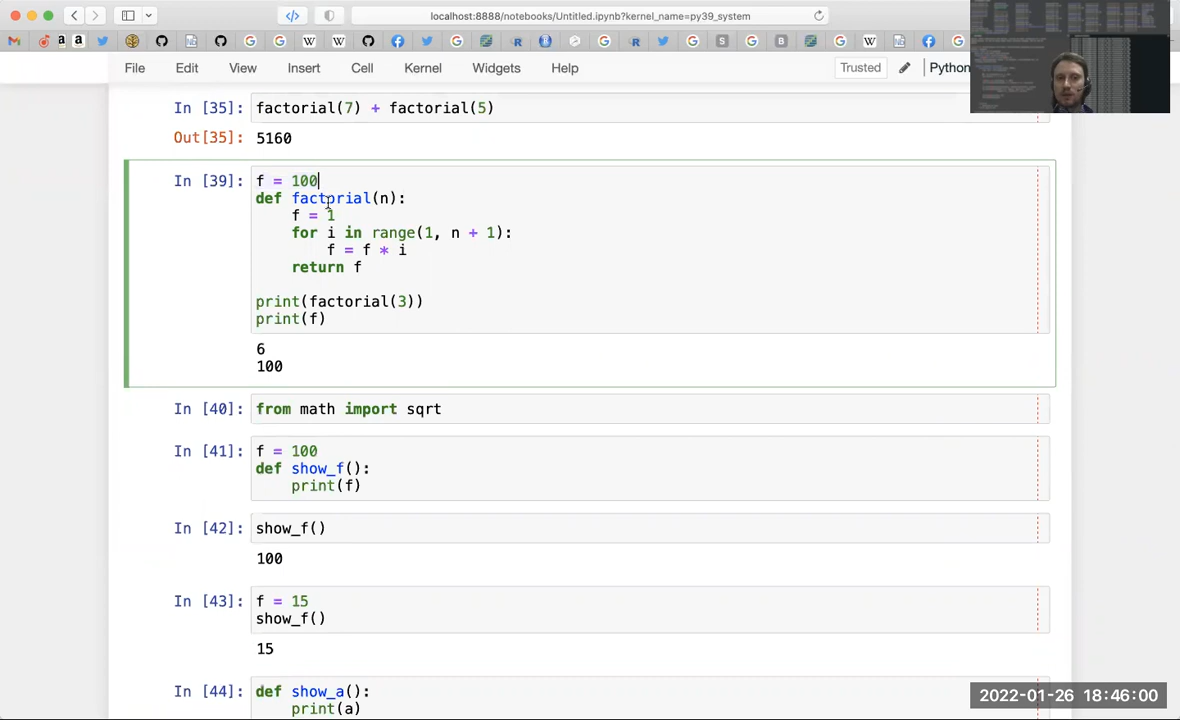 localhost:8888/notebooks/Untitled.ipynb?kernel_name=py39_system
File Edit View Insert Cell Kernel Widgets Help Trusted Python
In [35]: factorial(7) + factorial(5)
Out[35]: 5160
In [39]: f = 100
def factorial(n):
f = 1
for i in range(1, n + 1):
f = f * i
return f
print(factorial(3))
print(f)
6
100
In [40]: from math import sqrt
In [41]: f = 100
def show_f():
print(f)
In [42]: show_f()
100
In [43]: f = 15
show_f()
15
In [44]: def show_a():
print(a)
2022-01-26 18:46:00